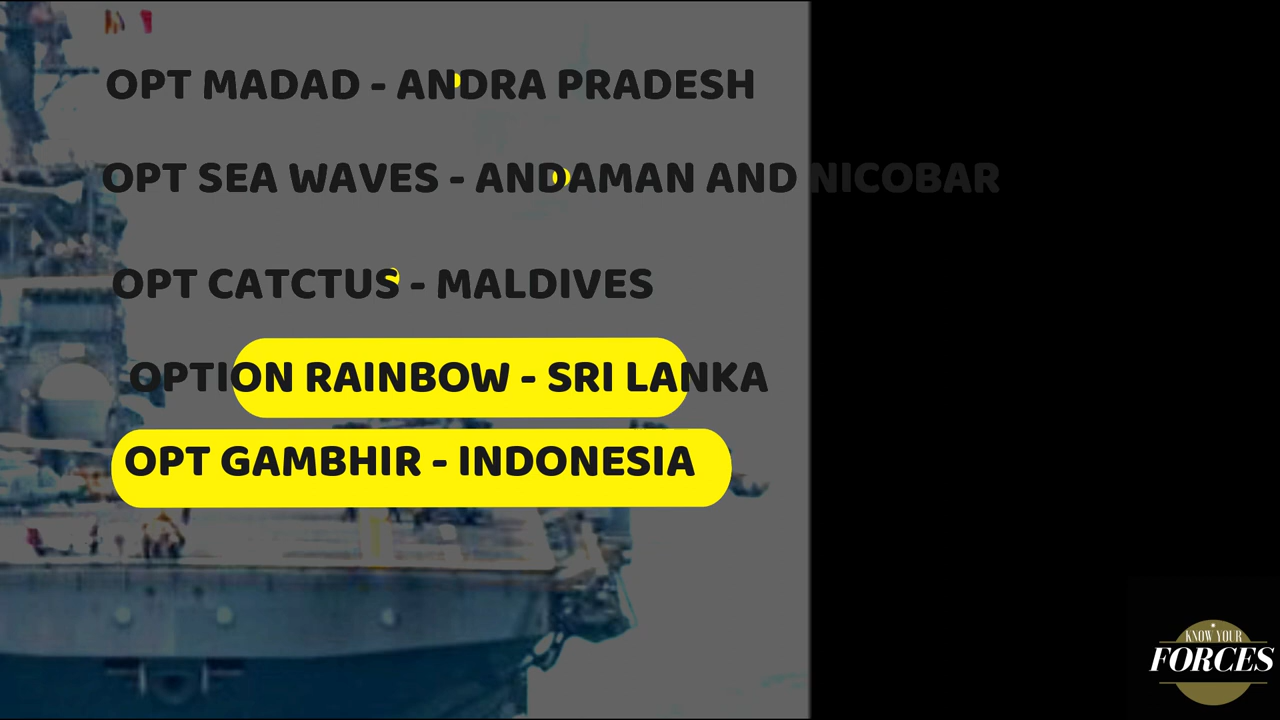 OPT MADAD - ANDRA PRADESH
OPT SEA WAVES - ANDAMAN AND NICOBAR
OPT CATCTUS - MALDIVES
OPTION RAINBOW - SRI LANKA
OPT GAMBHIR - INDONESIA
KNOW YOUR
FORCES